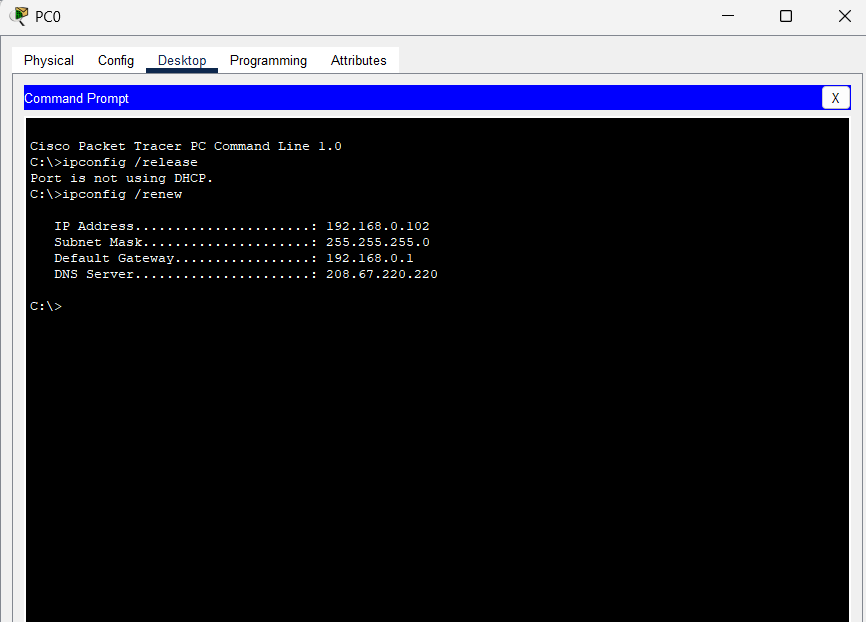 PC0
Physical Config Desktop Programming Attributes
Command Prompt X
Cisco Packet Tracer PC Command Line 1.0
C:\>ipconfig /release
Port is not using DHCP.
C:\>ipconfig /renew
IP Address......................: 192.168.0.102
Subnet Mask.....................: 255.255.255.0
Default Gateway.................: 192.168.0.1
DNS Server......................: 208.67.220.220
C:\>